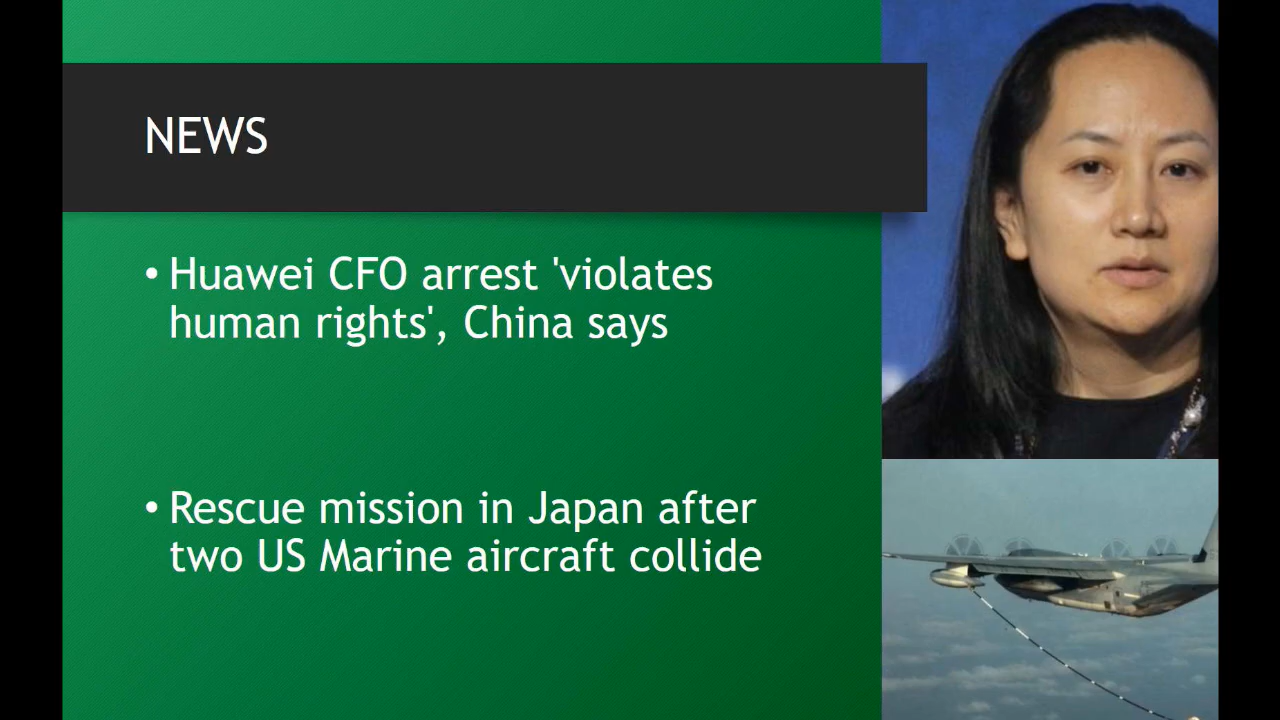 NEWS
• Huawei CFO arrest 'violates
human rights', China says
• Rescue mission in Japan after
two US Marine aircraft collide